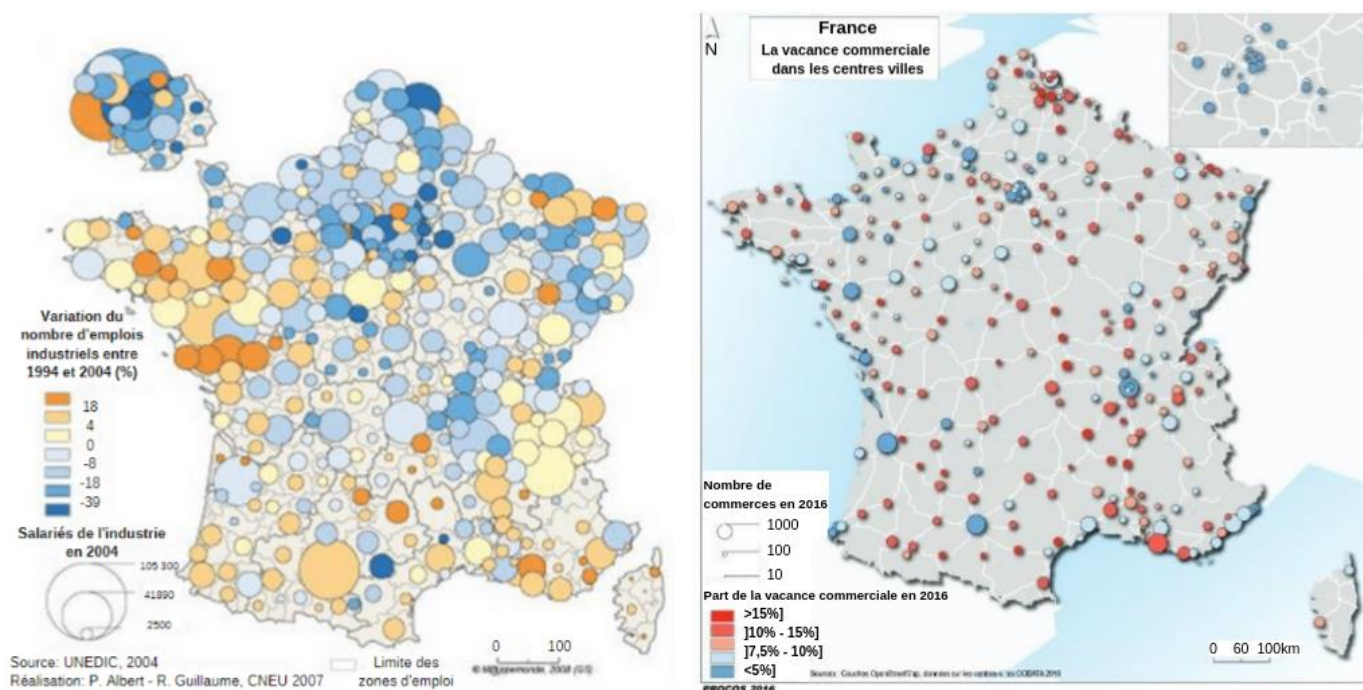 Variation du
nombre d'emplois
industriels entre
1994 et 2004 (%)
18
4
0
-8
-18
-39
Salariés de l'industrie
en 2004
105 300
41890
2500
Source: UNEDIC, 2004
Réalisation: P. Albert - R. Guillaume, CNEU 2007
Limite des
zones d'emploi
0 100
N
France
La vacance commerciale
dans les centres villes
Nombre de
commerces en 2016
1000
100
10
Part de la vacance commerciale en 2016
>15%]
]10% - 15%]
]7,5% - 10%]
<5%]
0 60 100km
PROCOS 2016